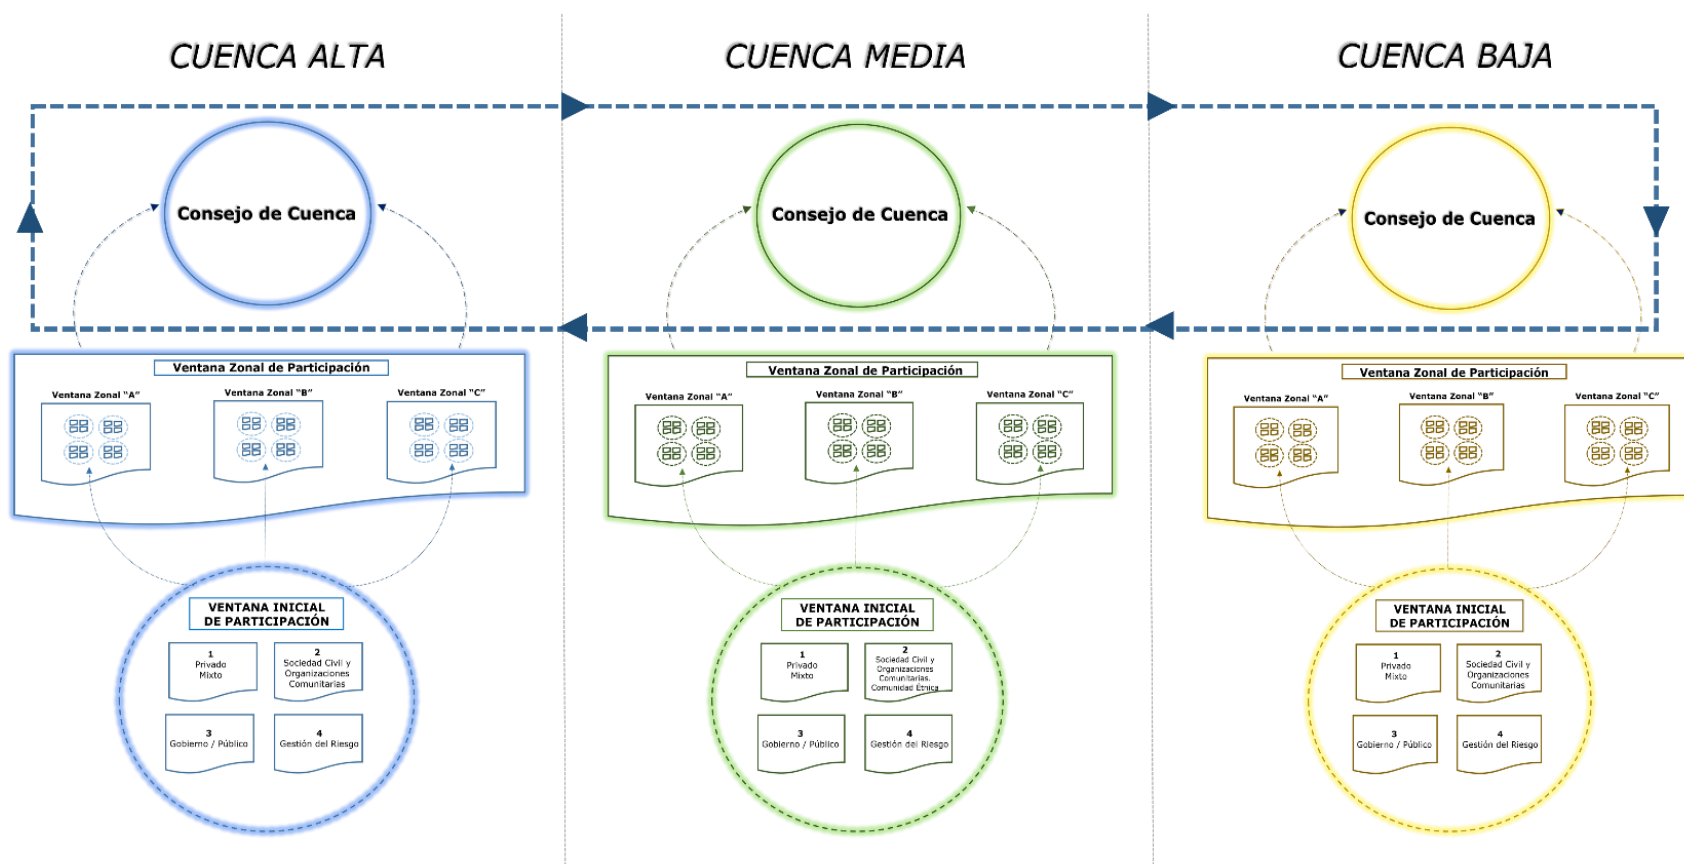 CUENCA ALTA
CUENCA MEDIA
CUENCA BAJA
Consejo de Cuenca
Consejo de Cuenca
Consejo de Cuenca
Ventana Zonal de Participación
Ventana Zonal “A”
Ventana Zonal “B”
Ventana Zonal “C”
Ventana Zonal de Participación
Ventana Zonal “A”
Ventana Zonal “B”
Ventana Zonal “C”
Ventana Zonal de Participación
Ventana Zonal “A”
Ventana Zonal “B”
Ventana Zonal “C”
VENTANA INICIAL
DE PARTICIPACIÓN
1
Privado
Mixto
2
Sociedad Civil y
Organizaciones
Comunitarias
3
Gobierno / Público
4
Gestión del Riesgo
VENTANA INICIAL
DE PARTICIPACIÓN
1
Privado
Mixto
2
Sociedad Civil y
Organizaciones
Comunitarias.
Comunidad Étnica
3
Gobierno / Público
4
Gestión del Riesgo
VENTANA INICIAL
DE PARTICIPACIÓN
1
Privado
Mixto
2
Sociedad Civil y
Organizaciones
Comunitarias
3
Gobierno / Público
4
Gestión del Riesgo